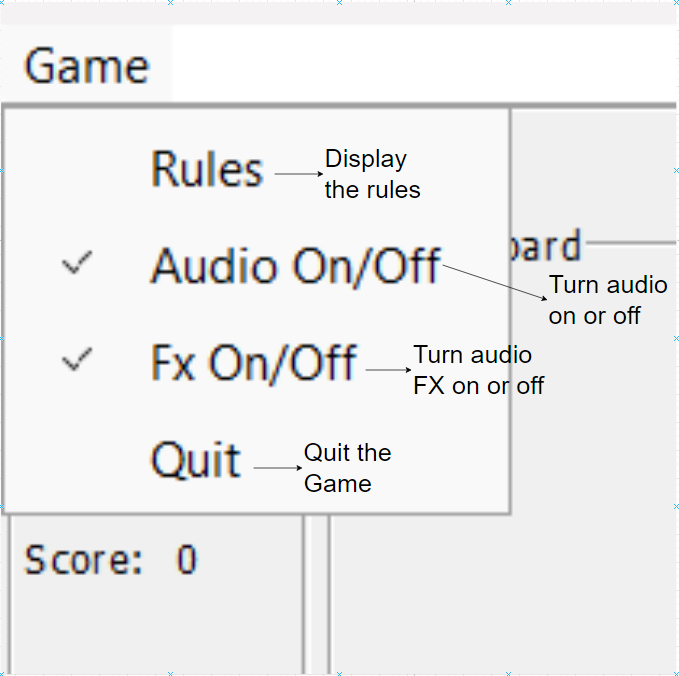 Game
Rules
Display
the rules
Audio On/Off
Turn audio
on or off
Fx On/Off
Turn audio
FX on or off
Quit
Quit the
Game
Score: 0